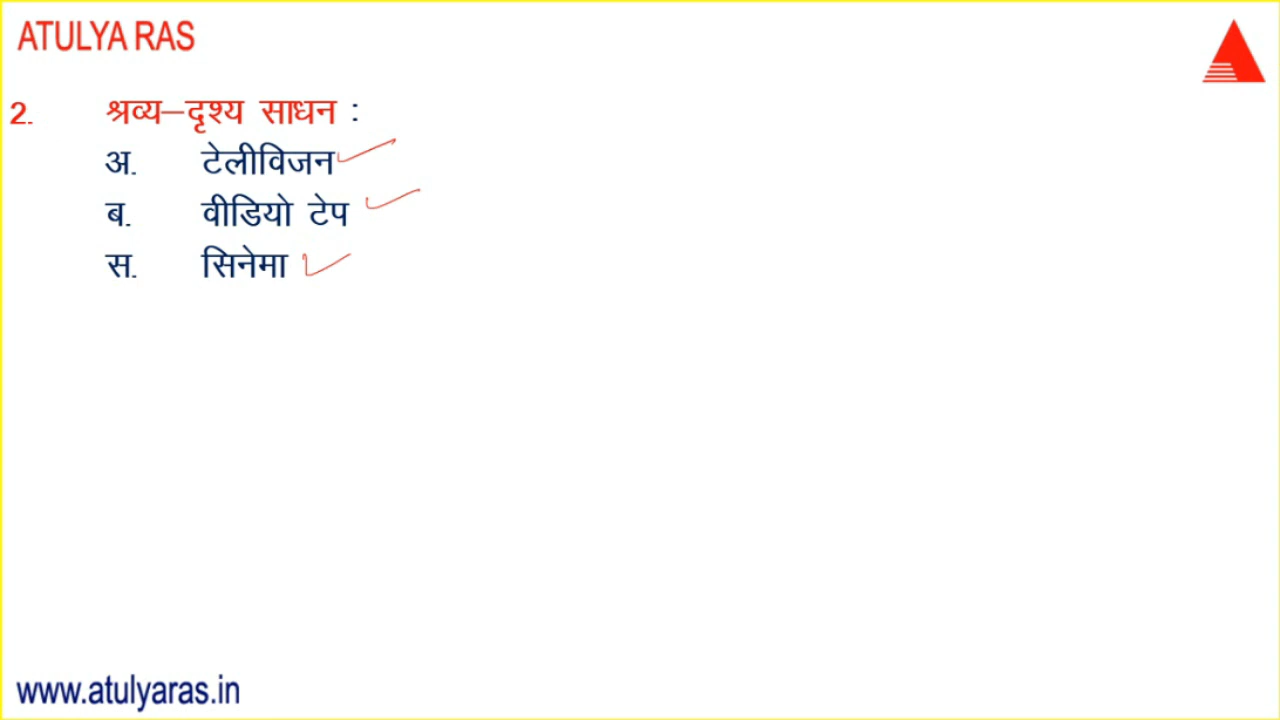 ATULYA RAS
2. श्रव्य–दृश्य साधन :
अ. टेलीविजन
ब. वीडियो टेप
स. सिनेमा
www.atulyaras.in